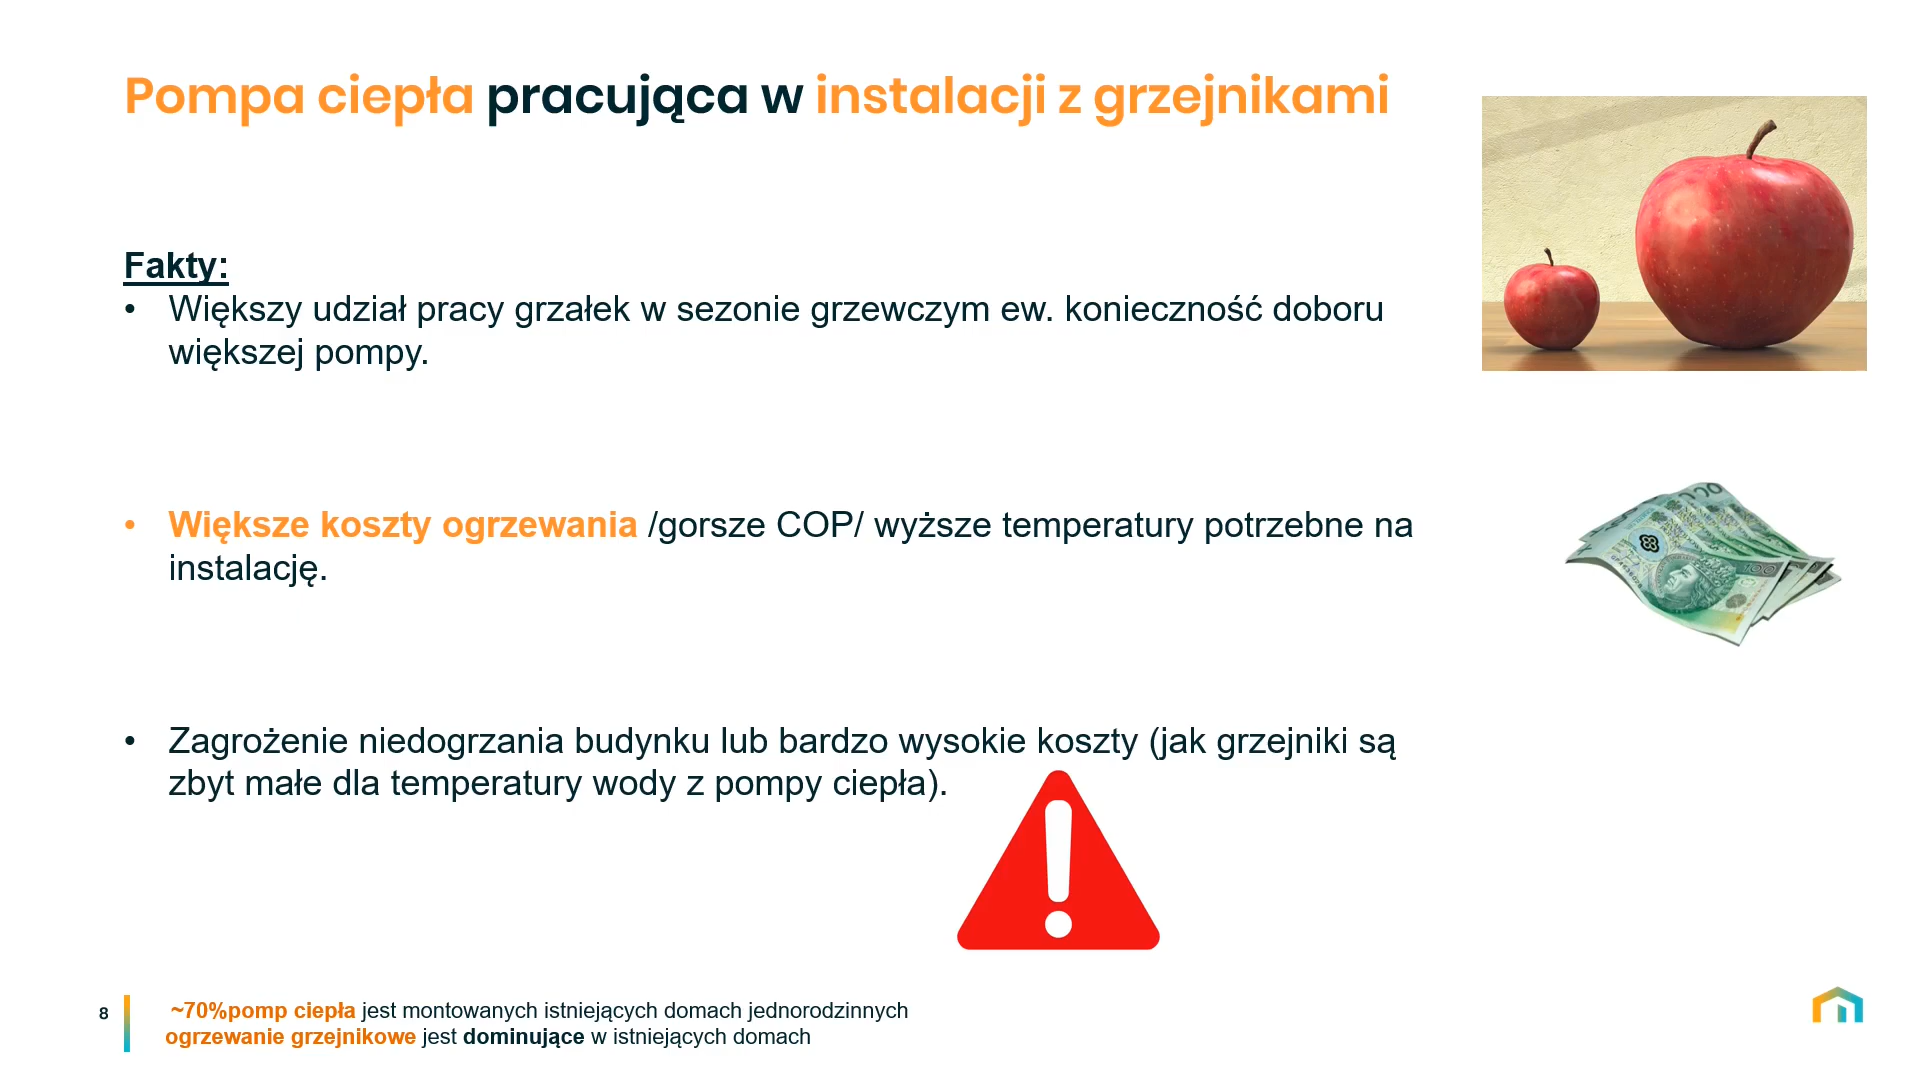 Pompa ciepła pracująca w instalacji z grzejnikami
Fakty:
• Większy udział pracy grzałek w sezonie grzewczym ew. konieczność doboru
większej pompy.
• Większe koszty ogrzewania /gorsze COP/ wyższe temperatury potrzebne na
instalację.
• Zagrożenie niedogrzania budynku lub bardzo wysokie koszty (jak grzejniki są
zbyt małe dla temperatury wody z pompy ciepła).
8
~70%pomp ciepła jest montowanych istniejących domach jednorodzinnych
ogrzewanie grzejnikowe jest dominujące w istniejących domach